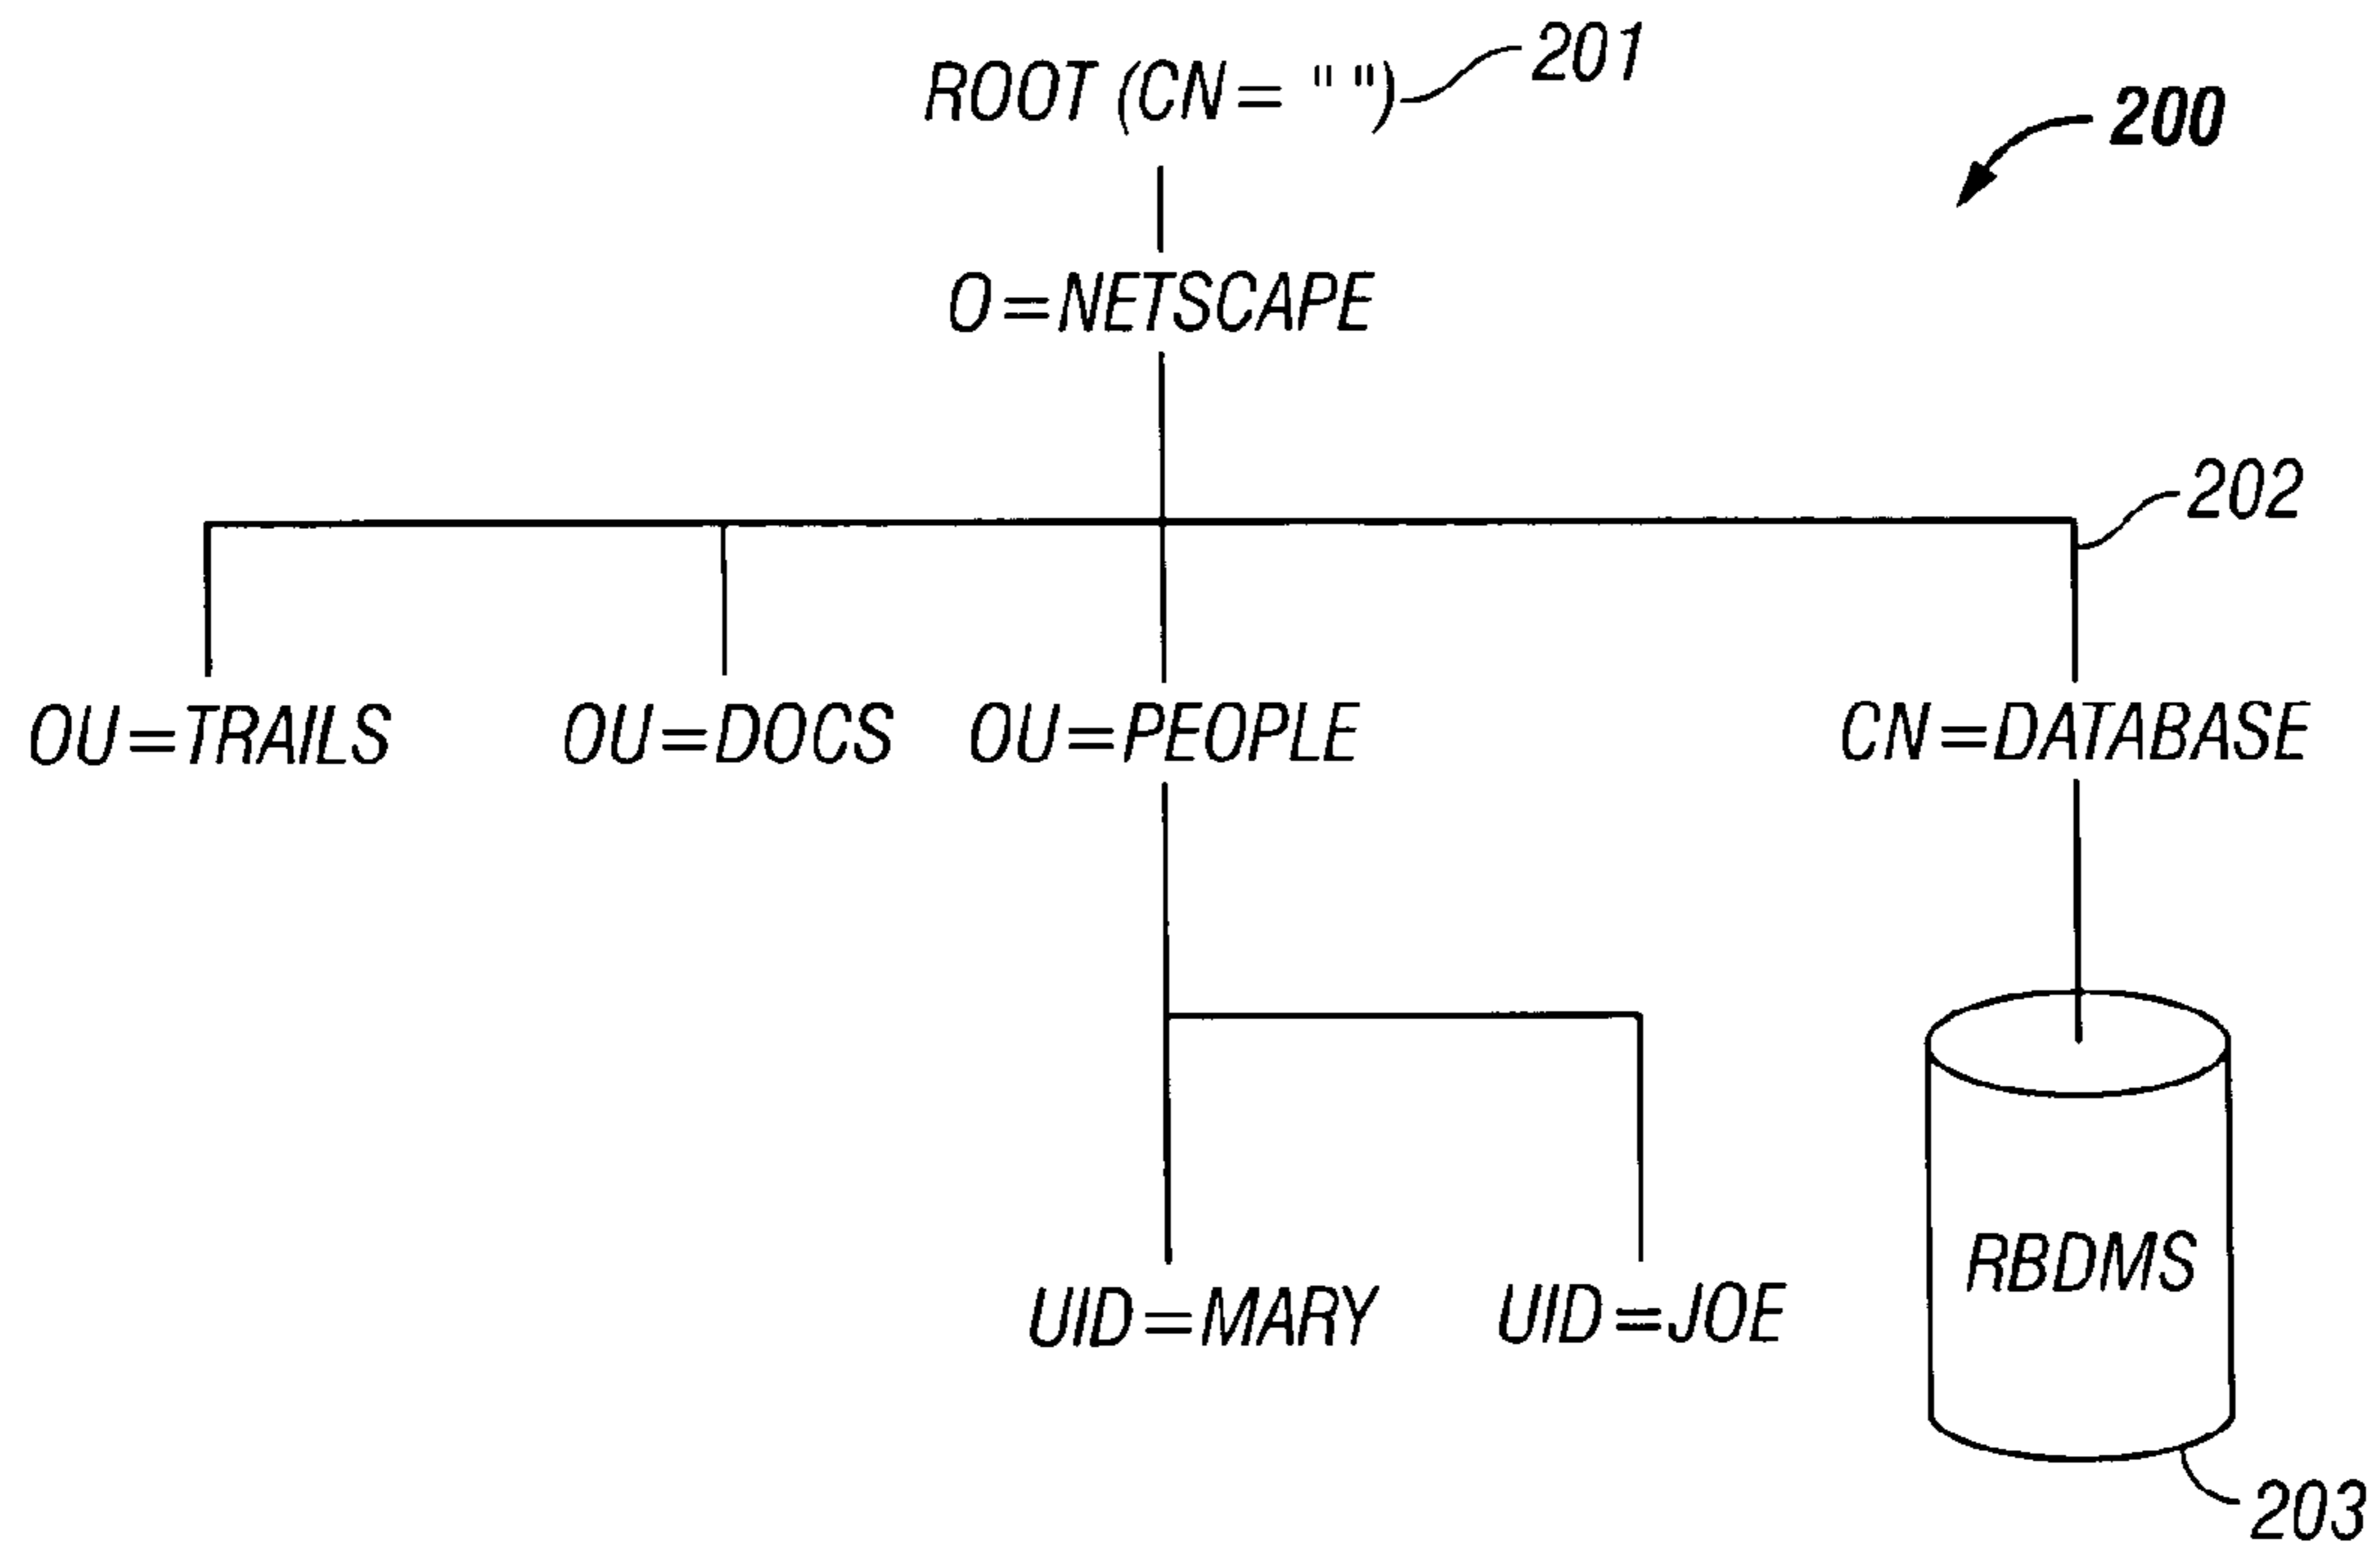 ROOT (CN = " ") 201
200
O=NETSCAPE
202
OU=TRAILS OU=DOCS OU=PEOPLE CN=DATABASE
RBDMS
UID=MARY UID=JOE
203